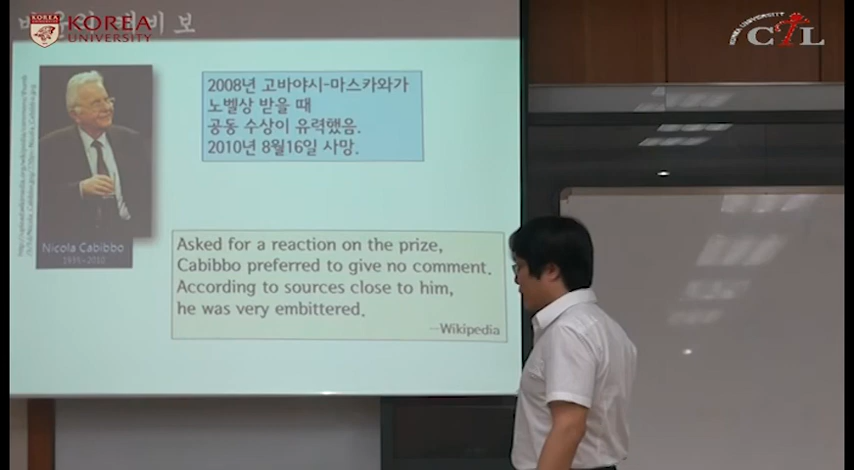 KOREA
UNIVERSITY
KOREA UNIVERSITY
CTL
2008년 고바야시-마스카와가
노벨상 받을 때
공동 수상이 유력했음.
2010년 8월16일 사망.
Nicola Cabibbo
1935-2010
Asked for a reaction on the prize,
Cabibbo preferred to give no comment.
According to sources close to him,
he was very embittered.
--Wikipedia